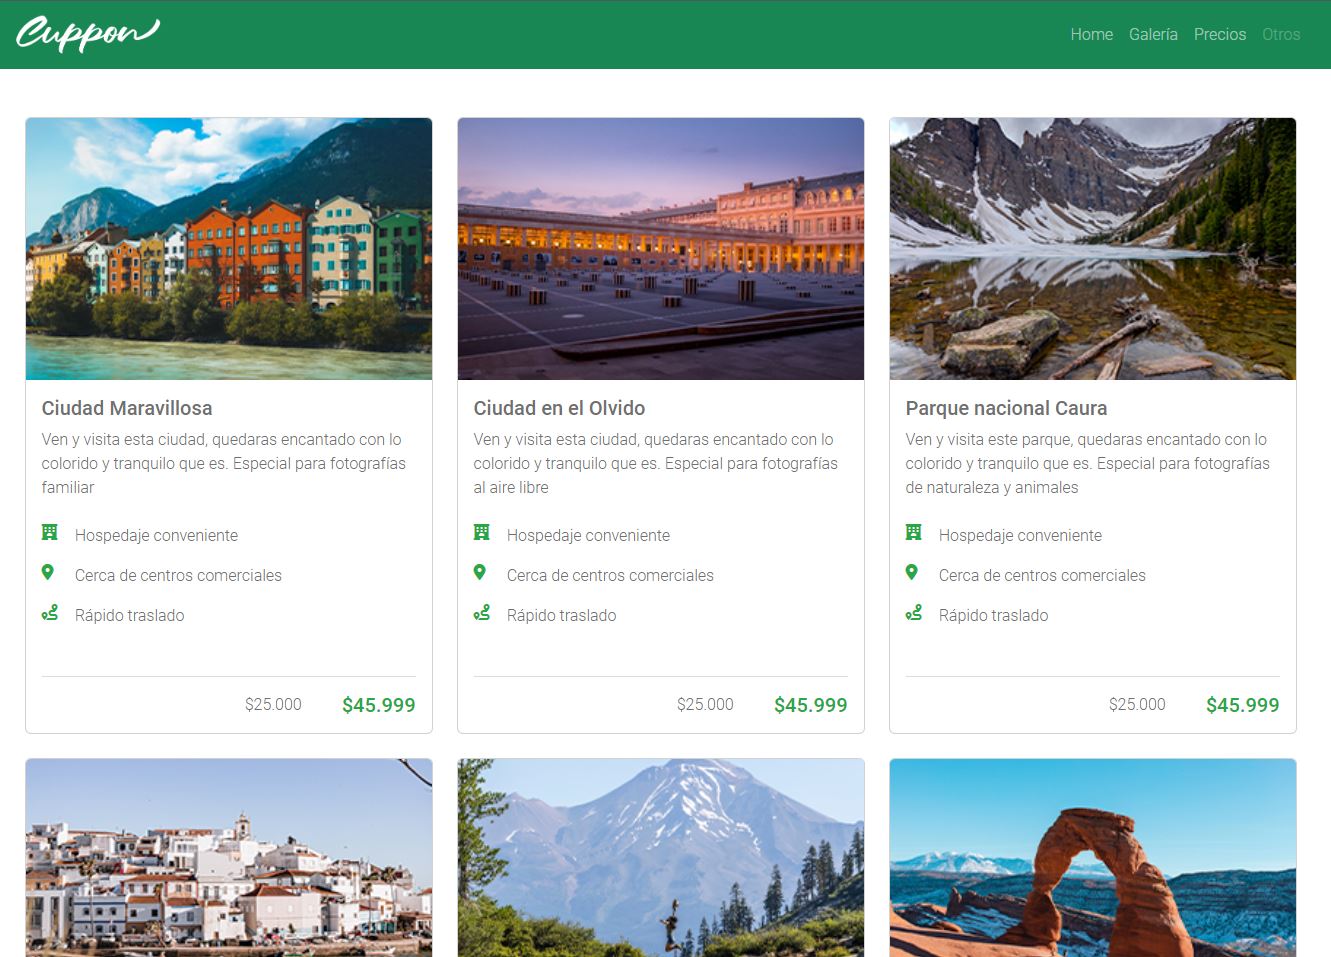 Cuppon
Home Galería Precios Otros
Ciudad Maravillosa
Ven y visita esta ciudad, quedaras encantado con lo
colorido y tranquilo que es. Especial para fotografías
familiar
Hospedaje conveniente
Cerca de centros comerciales
Rápido traslado
$25.000 $45.999
Ciudad en el Olvido
Ven y visita esta ciudad, quedaras encantado con lo
colorido y tranquilo que es. Especial para fotografías
al aire libre
Hospedaje conveniente
Cerca de centros comerciales
Rápido traslado
$25.000 $45.999
Parque nacional Caura
Ven y visita este parque, quedaras encantado con lo
colorido y tranquilo que es. Especial para fotografías
de naturaleza y animales
Hospedaje conveniente
Cerca de centros comerciales
Rápido traslado
$25.000 $45.999